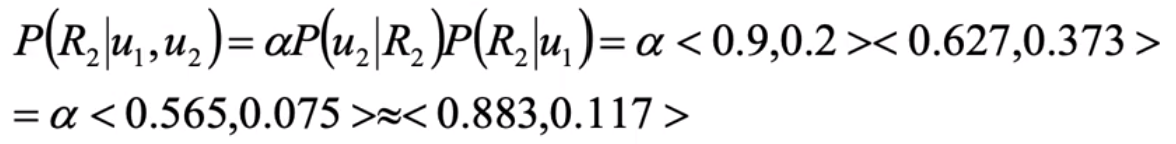 P(R₂|u₁,u₂)= αP(u₂|R₂)P(R₂|u₁)= α < 0.9,0.2 >< 0.627,0.373 >
= α < 0.565,0.075 >≈< 0.883,0.117 >